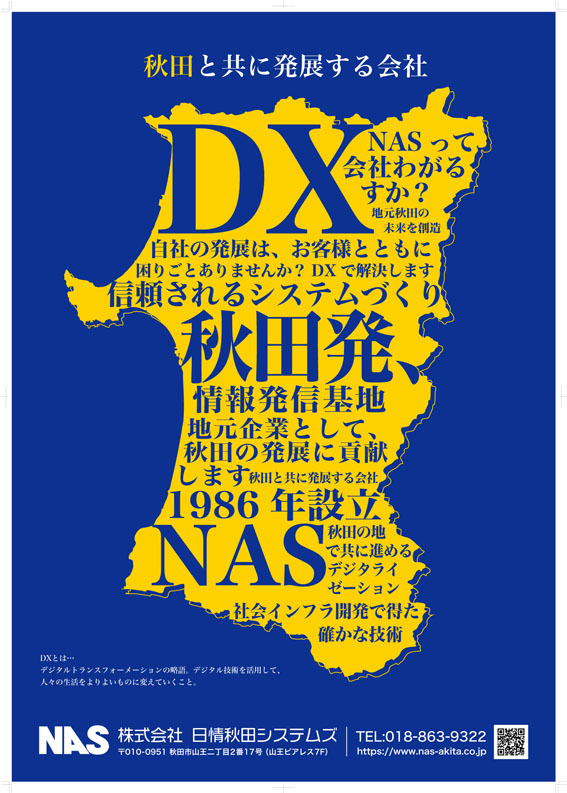 秋田と共に発展する会社
DX
NASって
会社わがる
すか？
地元秋田の
未来を創造
自社の発展は、お客様とともに
困りごとありませんか？DXで解決します
信頼されるシステムづくり
秋田発、
情報発信基地
地元企業として、
秋田の発展に貢献
します秋田と共に発展する会社
1986年設立
NAS
秋田の地
で共に進める
デジタライ
ゼーション
社会インフラ開発で得た
確かな技術
DXとは…
デジタルトランスフォーメーションの略語。デジタル技術を活用して、
人々の生活をよりよいものに変えていくこと。
NAS 株式会社 日情秋田システムズ
〒010-0951 秋田市山王二丁目2番17号（山王ピアレス7F）
TEL:018-863-9322
https://www.nas-akita.co.jp